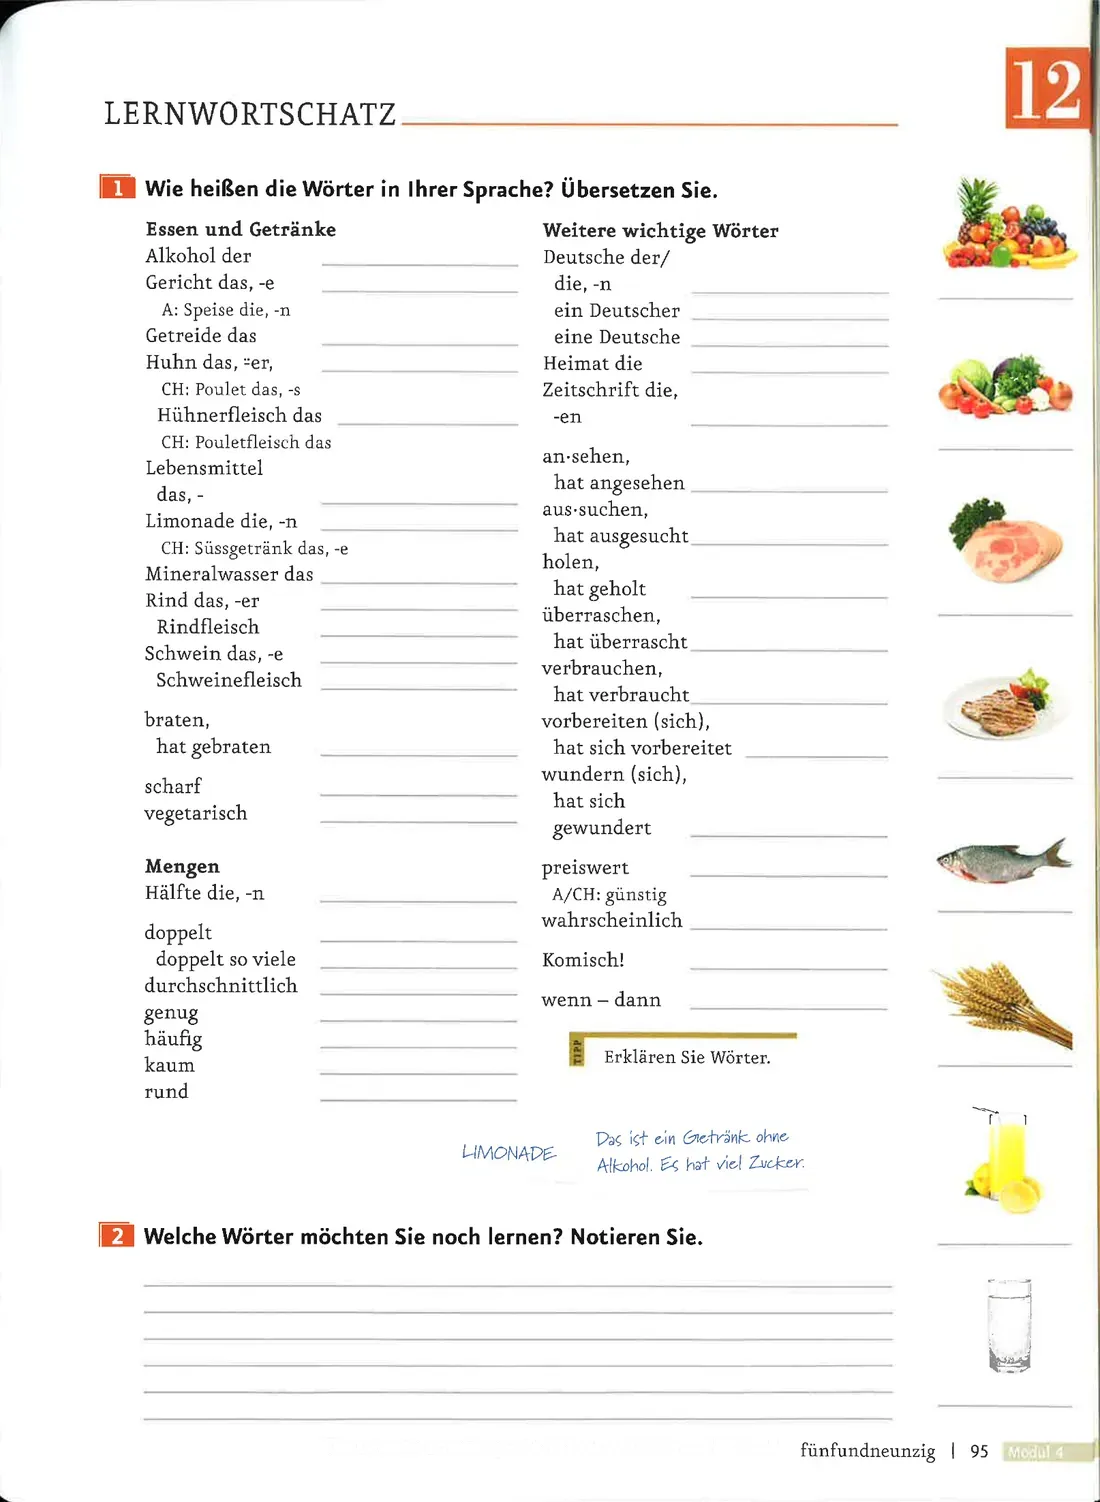 12
LERNWORTSCHATZ
1 Wie heißen die Wörter in Ihrer Sprache? Übersetzen Sie.
Essen und Getränke
Alkohol der
Gericht das, -e
A: Speise die, -n
Getreide das
Huhn das, ¨-er,
CH: Poulet das, -s
Hühnerfleisch das
CH: Pouletfleisch das
Lebensmittel
das, -
Limonade die, -n
CH: Süssgetränk das, -e
Mineralwasser das
Rind das, -er
Rindfleisch
Schwein das, -e
Schweinefleisch
braten,
hat gebraten
scharf
vegetarisch
Mengen
Hälfte die, -n
doppelt
doppelt so viele
durchschnittlich
genug
häufig
kaum
rund
Weitere wichtige Wörter
Deutsche der/
die, -n
ein Deutscher
eine Deutsche
Heimat die
Zeitschrift die,
-en
an·sehen,
hat angesehen
aus·suchen,
hat ausgesucht
holen,
hat geholt
überraschen,
hat überrascht
verbrauchen,
hat verbraucht
vorbereiten (sich),
hat sich vorbereitet
wundern (sich),
hat sich
gewundert
preiswert
A/CH: günstig
wahrscheinlich
Komisch!
wenn – dann
TIPP
Erklären Sie Wörter.
LIMONADE
Das ist ein Getränk ohne
Alkohol. Es hat viel Zucker.
2 Welche Wörter möchten Sie noch lernen? Notieren Sie.
fünfundneunzig | 95 Modul 4